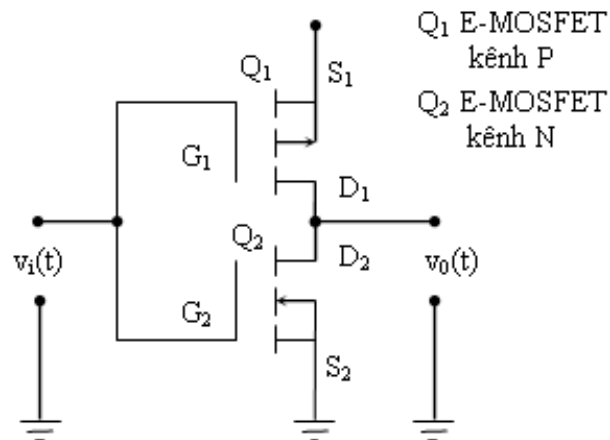 Q₁ E-MOSFET
kênh P
Q₂ E-MOSFET
kênh N
Q₁
S₁
G₁
D₁
Q₂
vᵢ(t)
D₂
v₀(t)
G₂
S₂